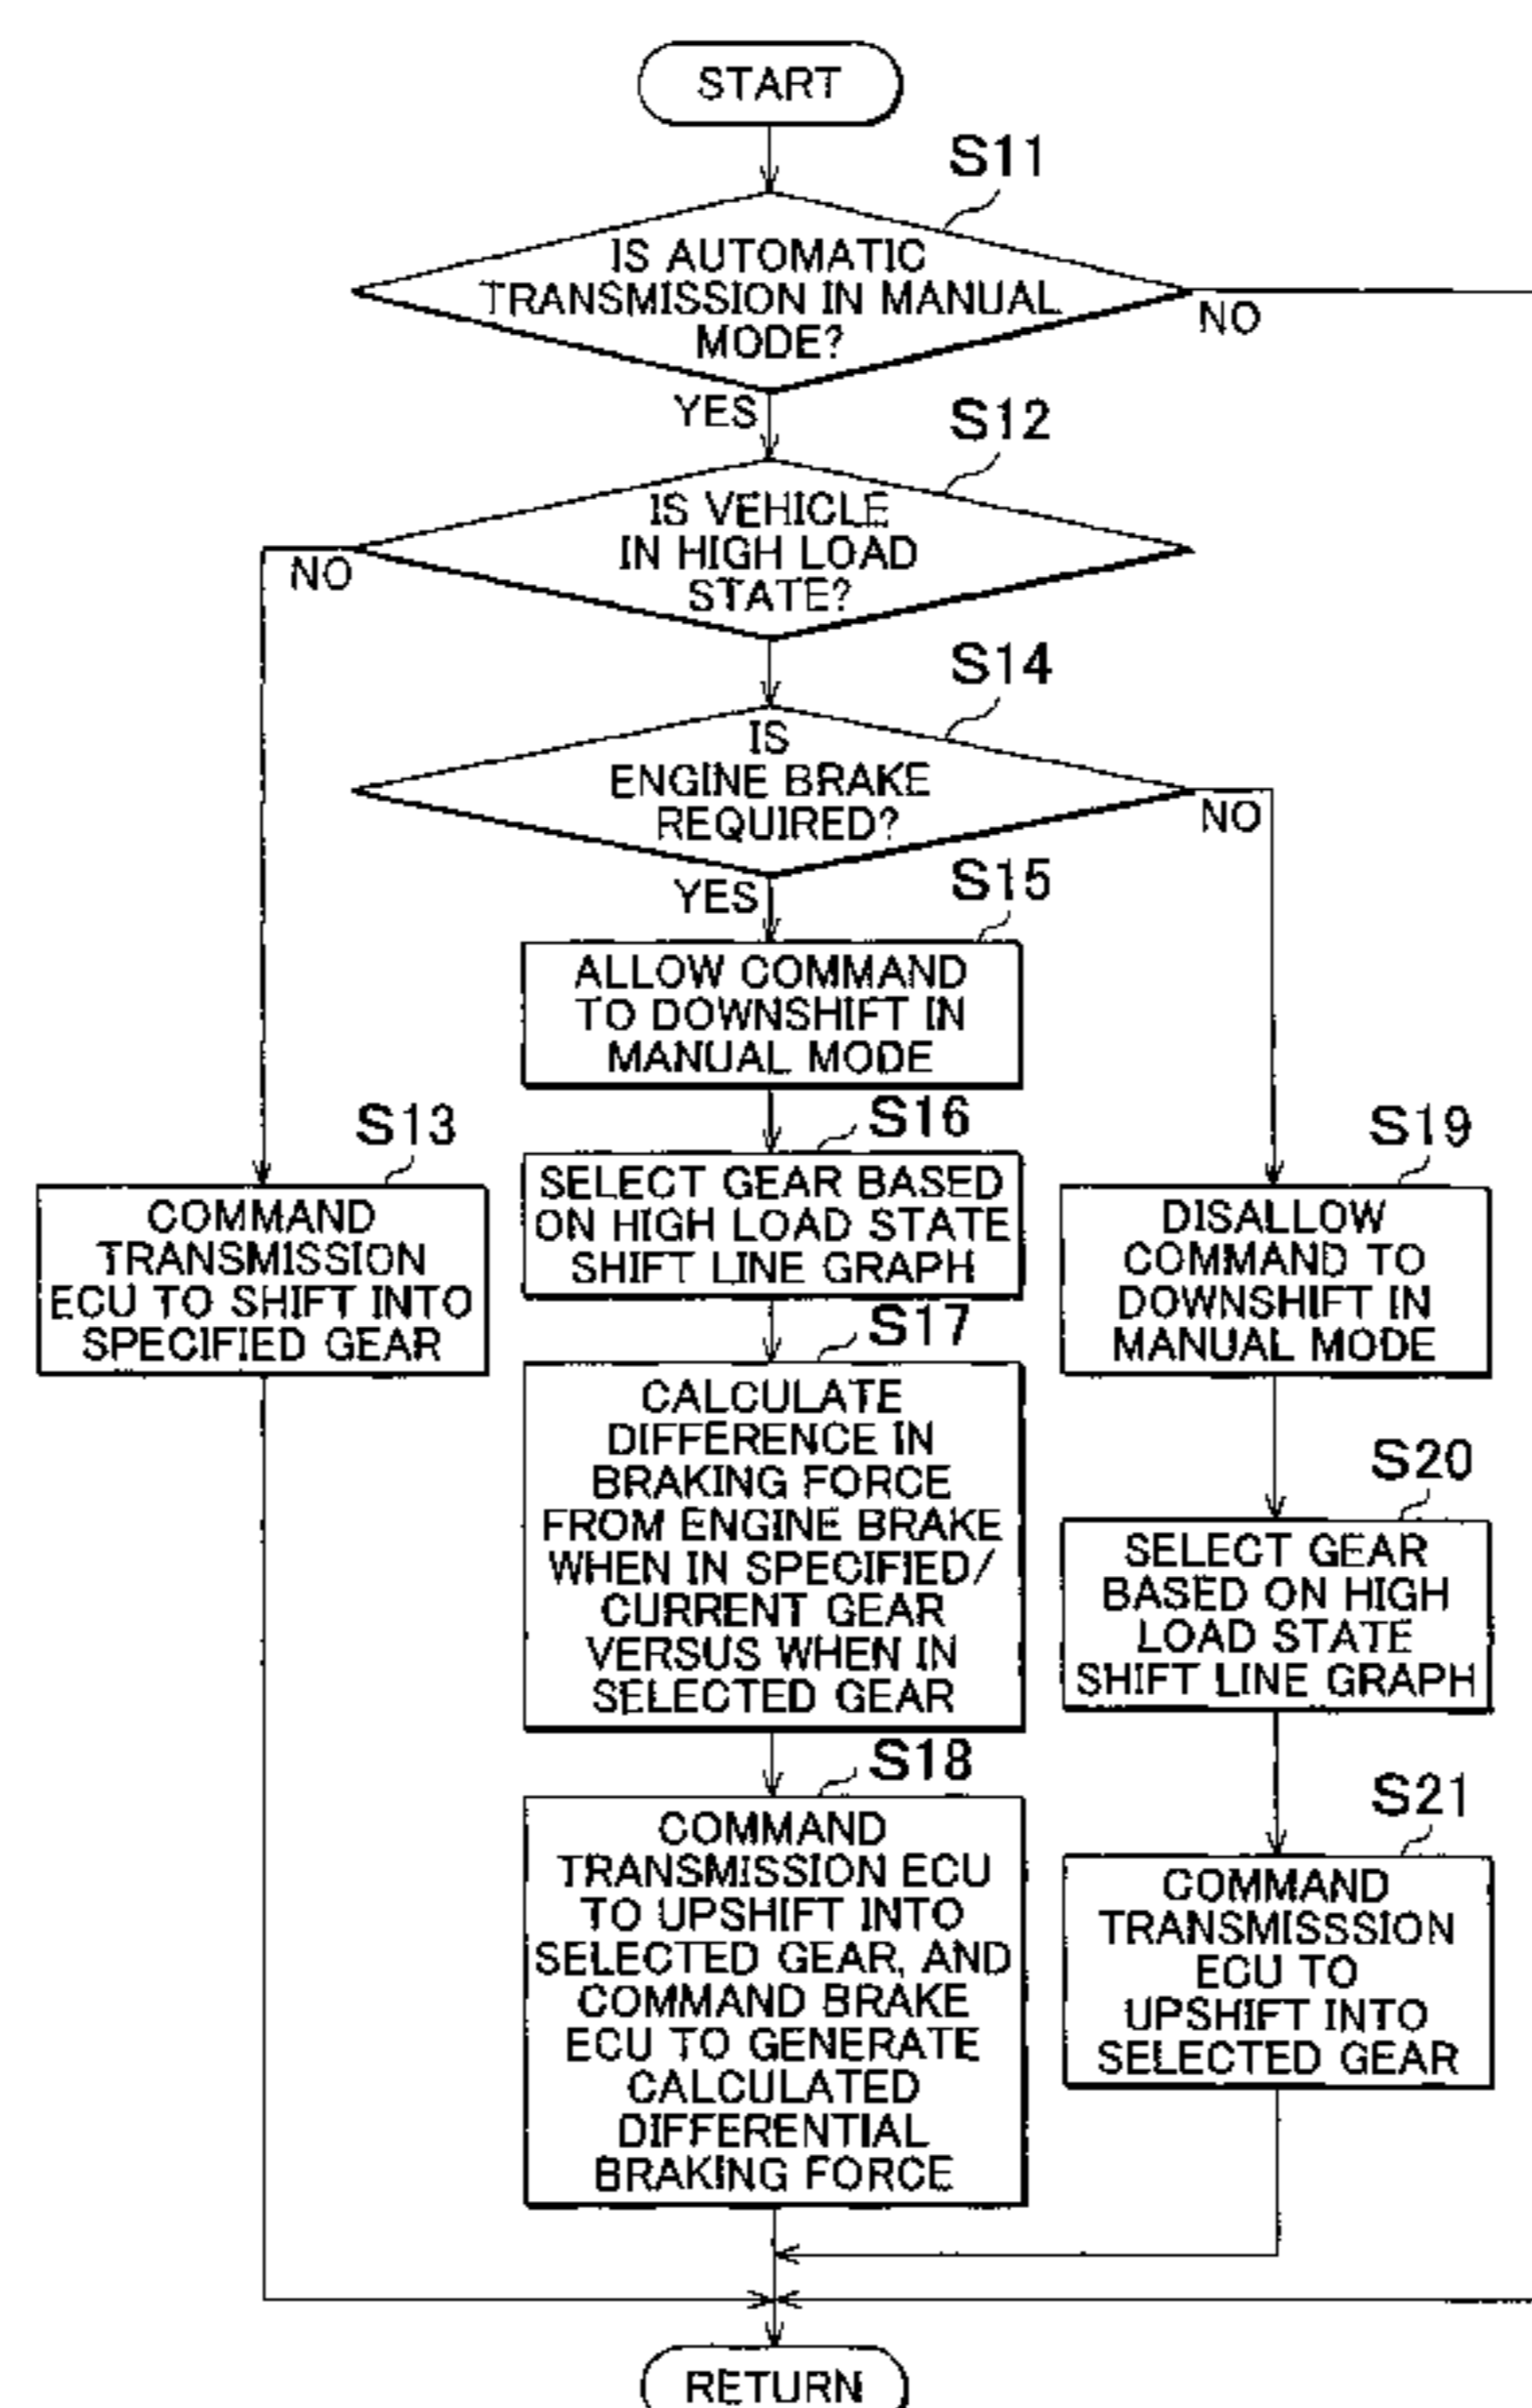 START
S11
IS AUTOMATIC
TRANSMISSION IN MANUAL
MODE?
NO
YES
S12
IS VEHICLE
IN HIGH LOAD
STATE?
NO
S14
IS
ENGINE BRAKE
REQUIRED?
NO
YES
S15
ALLOW COMMAND
TO DOWNSHIFT IN
MANUAL MODE
S13
COMMAND
TRANSMISSION
ECU TO SHIFT INTO
SPECIFIED GEAR
S16
SELECT GEAR BASED
ON HIGH LOAD STATE
SHIFT LINE GRAPH
S19
DISALLOW
COMMAND TO
DOWNSHIFT IN
MANUAL MODE
S17
CALCULATE
DIFFERENCE IN
BRAKING FORCE
FROM ENGINE BRAKE
WHEN IN SPECIFIED/
CURRENT GEAR
VERSUS WHEN IN
SELECTED GEAR
S20
SELECT GEAR
BASED ON HIGH
LOAD STATE
SHIFT LINE GRAPH
S18
COMMAND
TRANSMISSION ECU
TO UPSHIFT INTO
SELECTED GEAR, AND
COMMAND BRAKE
ECU TO GENERATE
CALCULATED
DIFFERENTIAL
BRAKING FORCE
S21
COMMAND
TRANSMISSSION
ECU TO
UPSHIFT INTO
SELECTED GEAR
RETURN